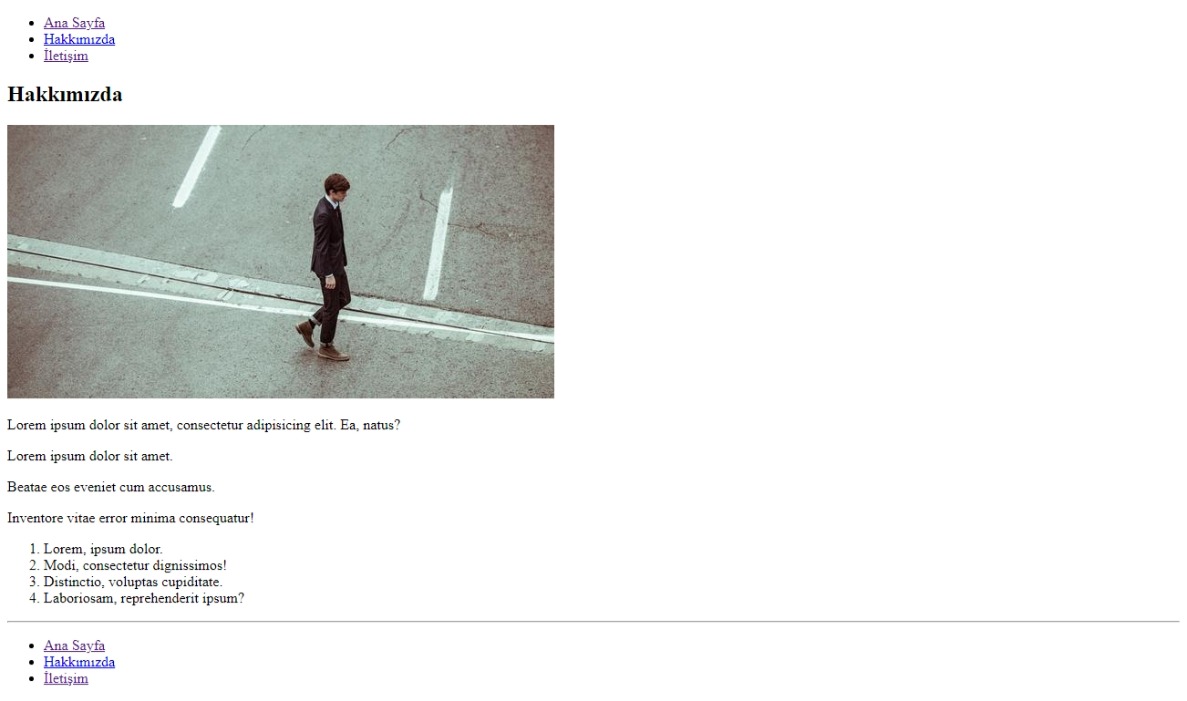 Ana Sayfa
Hakkımızda
İletişim
Hakkımızda
Lorem ipsum dolor sit amet, consectetur adipisicing elit. Ea, natus?
Lorem ipsum dolor sit amet.
Beatae eos eveniet cum accusamus.
Inventore vitae error minima consequatur!
1. Lorem, ipsum dolor.
2. Modi, consectetur dignissimos!
3. Distinctio, voluptas cupiditate.
4. Laboriosam, reprehenderit ipsum?
Ana Sayfa
Hakkımızda
İletişim